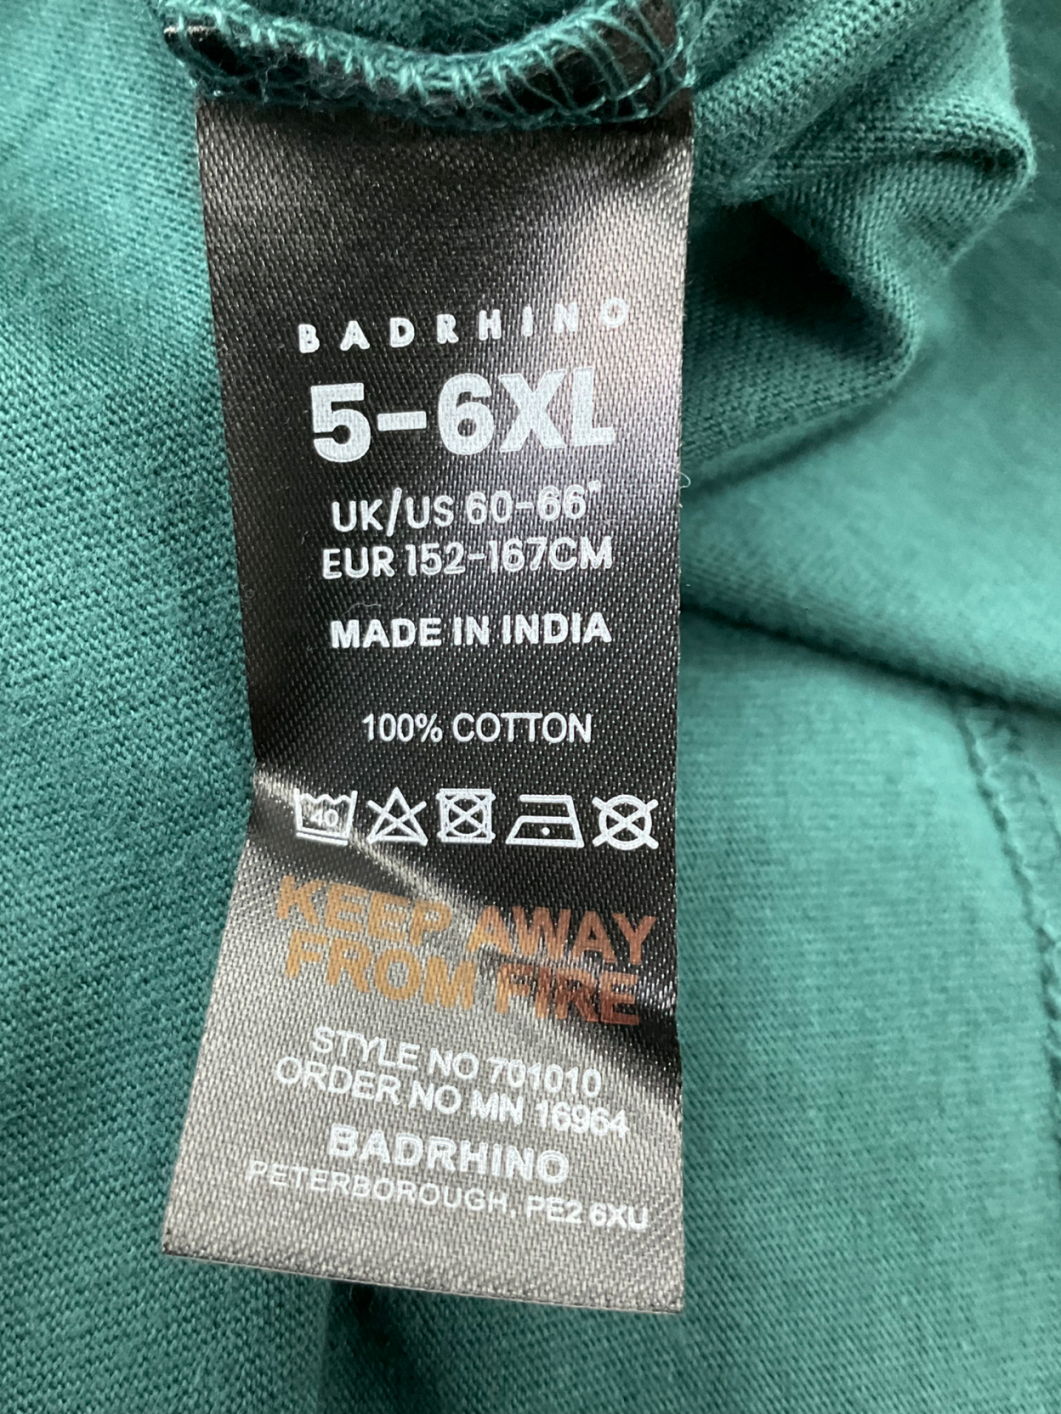 BADRHINO
5-6XL
UK/US 60-66"
EUR 152-167CM
MADE IN INDIA
100% COTTON
40
KEEP AWAY
FROM FIRE
STYLE NO 701010
ORDER NO MN 16964
BADRHINO
PETERBOROUGH, PE2 6XU